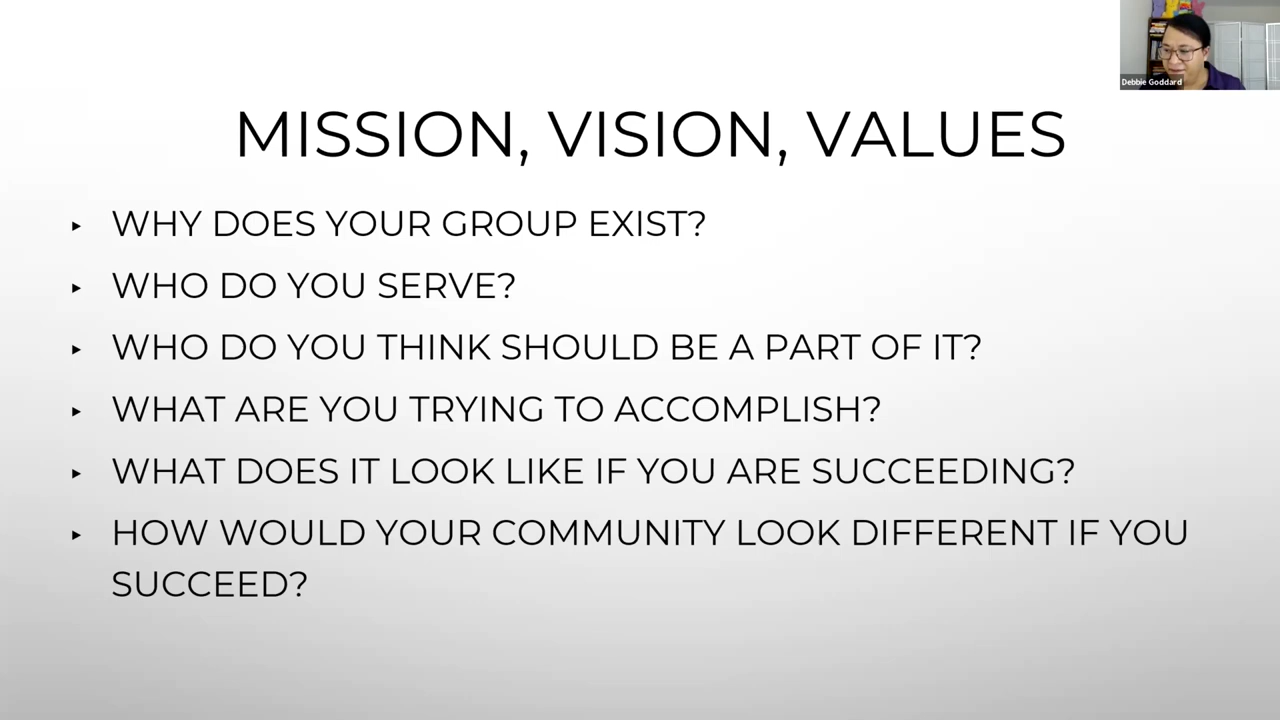 Debbie Goddard
MISSION, VISION, VALUES
▸ WHY DOES YOUR GROUP EXIST?
▸ WHO DO YOU SERVE?
▸ WHO DO YOU THINK SHOULD BE A PART OF IT?
▸ WHAT ARE YOU TRYING TO ACCOMPLISH?
▸ WHAT DOES IT LOOK LIKE IF YOU ARE SUCCEEDING?
▸ HOW WOULD YOUR COMMUNITY LOOK DIFFERENT IF YOU
SUCCEED?